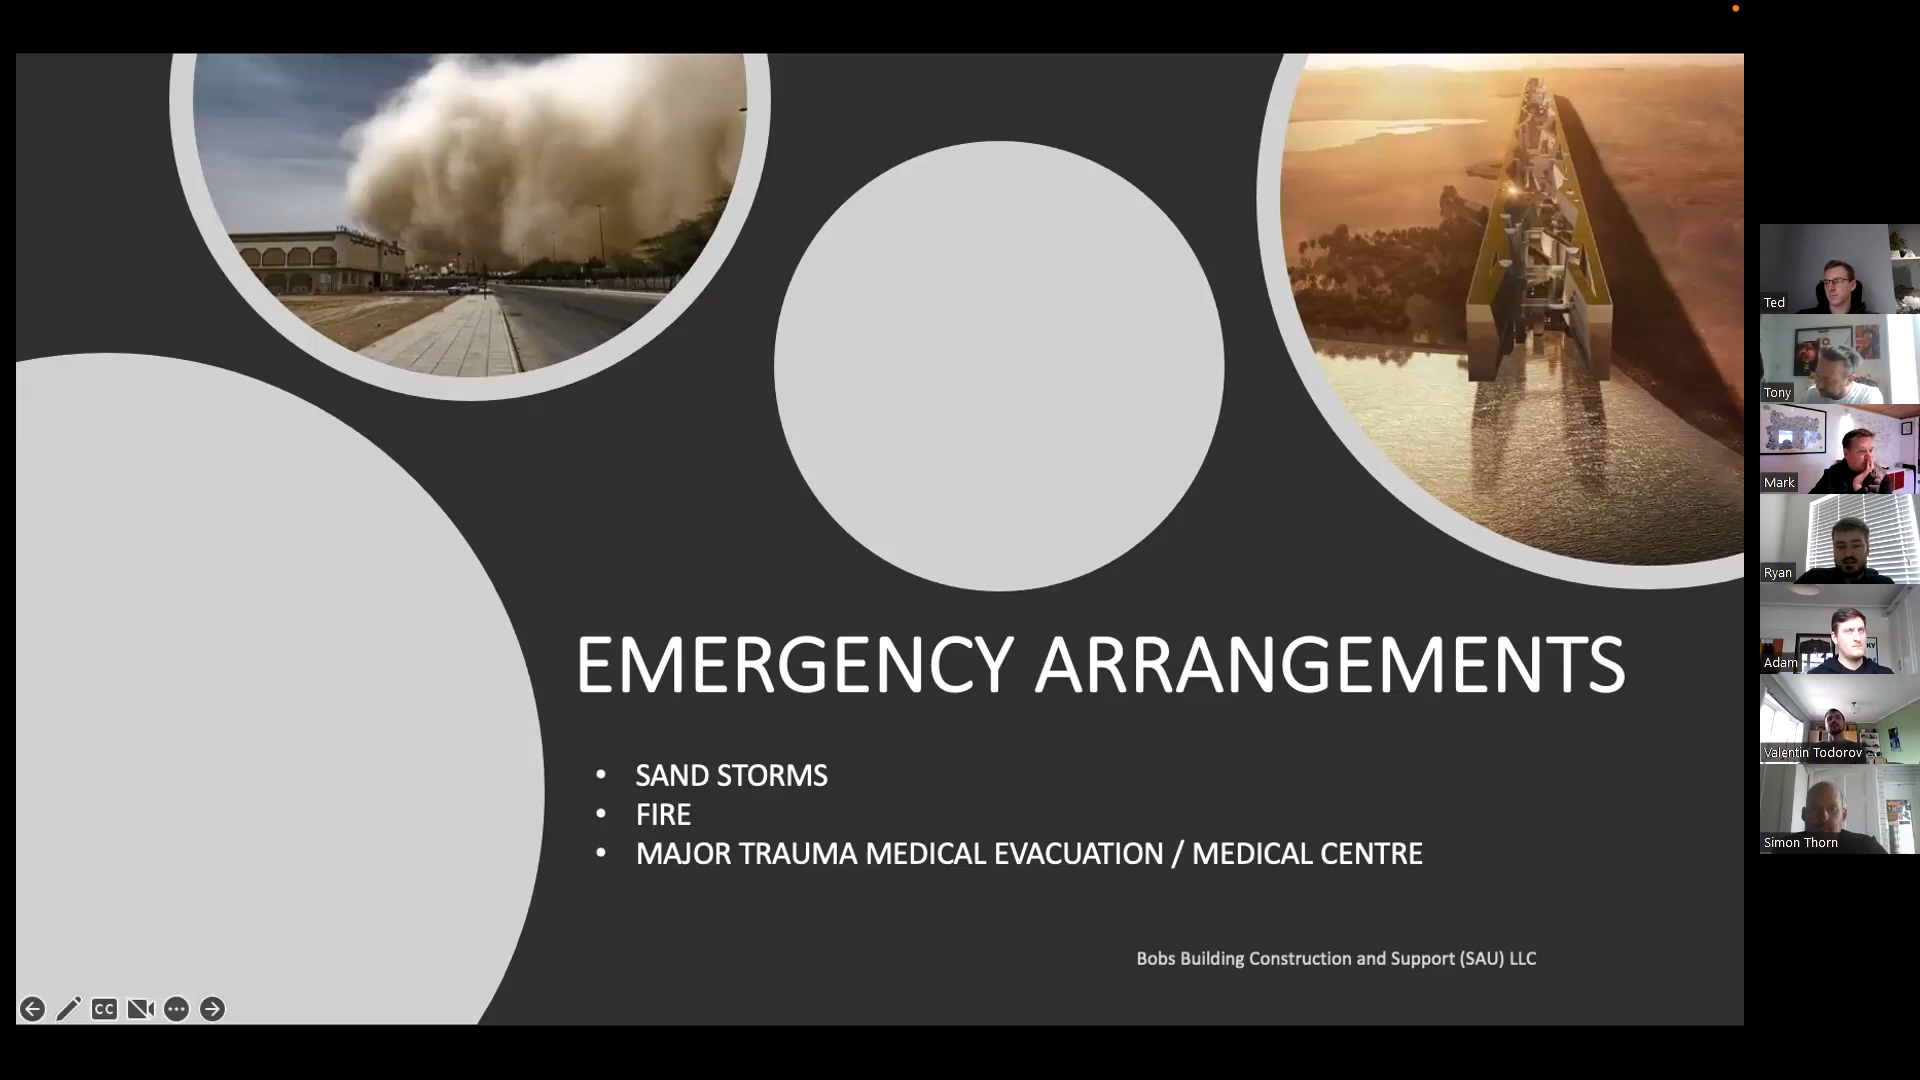 EMERGENCY ARRANGEMENTS
• SAND STORMS
• FIRE
• MAJOR TRAUMA MEDICAL EVACUATION / MEDICAL CENTRE
Bobs Building Construction and Support (SAU) LLC
CC
Ted
Tony
Mark
Ryan
Adam
Valentin Todorov
Simon Thorn